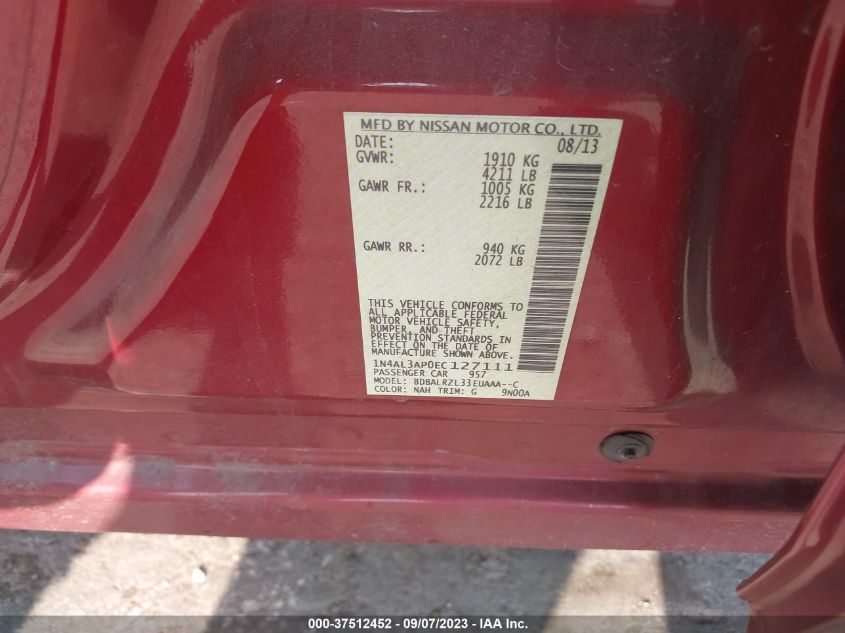 MFD BY NISSAN MOTOR CO., LTD.
DATE: 08/13
GVWR: 1910 KG
4211 LB
GAWR FR.: 1005 KG
2216 LB
GAWR RR.: 940 KG
2072 LB
THIS VEHICLE CONFORMS TO
ALL APPLICABLE FEDERAL
MOTOR VEHICLE SAFETY,
BUMPER, AND THEFT
PREVENTION STANDARDS IN
EFFECT ON THE DATE OF
MANUFACTURE SHOWN ABOVE.
1N4AL3AP0EC127111
PASSENGER CAR 957
MODEL: BDBALRZL33EUAAA--C
COLOR: NAH TRIM: G 9N00A
000-37512452 - 09/07/2023 - IAAI.com